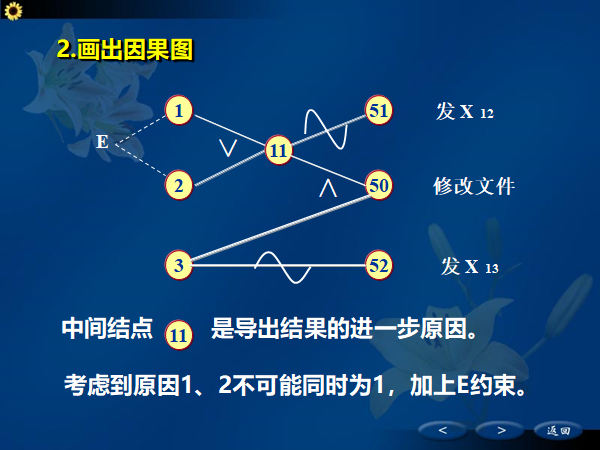 2.画出因果图
1 51 发 X 12
E 11
2 50 修改文件
∨ ∧
3 52 发 X 13
中间结点 11 是导出结果的进一步原因。
考虑到原因1、2不可能同时为1，加上E约束。
< > 返回